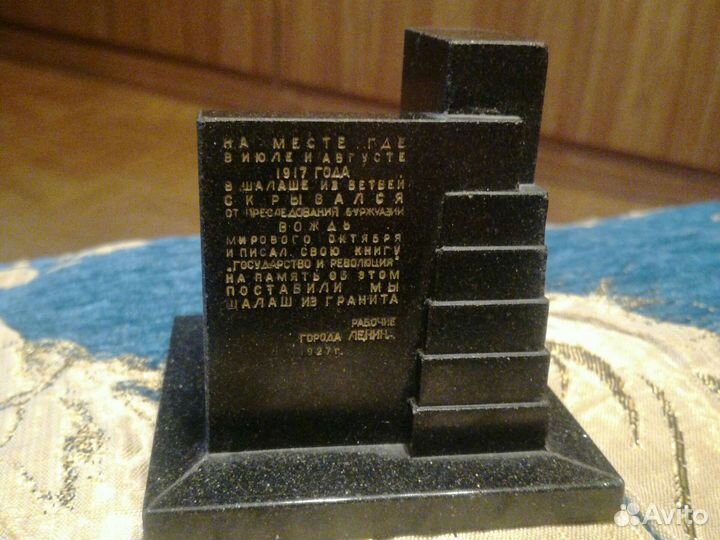 НА МЕСТЕ ГДЕ
В ИЮЛЕ И АВГУСТЕ
1917 ГОДА
В ШАЛАШЕ ИЗ ВЕТВЕЙ
СКРЫВАЛСЯ
ОТ ПРЕСЛЕДОВАНИЙ БУРЖУАЗИИ
ВОЖДЬ
МИРОВОГО ОКТЯБРЯ
И ПИСАЛ СВОЮ КНИГУ
"ГОСУДАРСТВО И РЕВОЛЮЦИЯ"
НА ПАМЯТЬ ОБ ЭТОМ
ПОСТАВИЛИ МЫ
ШАЛАШ ИЗ ГРАНИТА
РАБОЧИЕ
ГОРОДА ЛЕНИНА
1927 г.
Avito